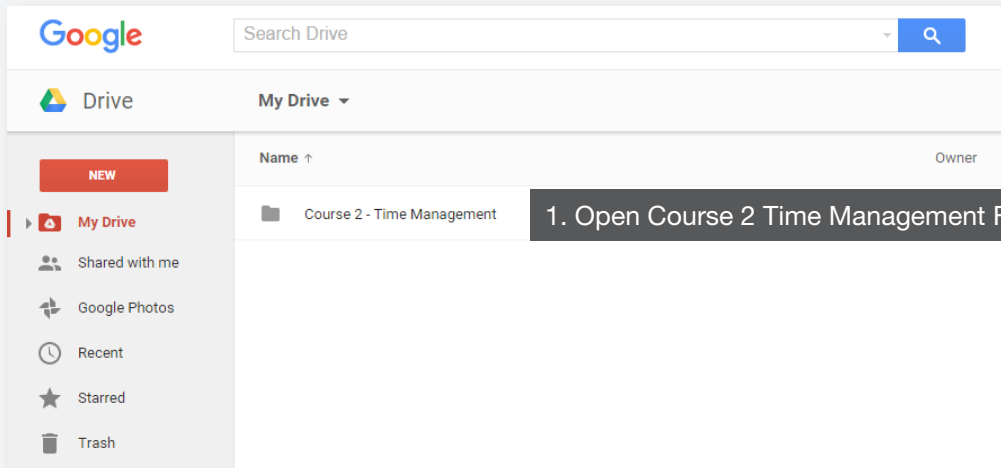 Google
Search Drive
Drive
My Drive
Name ↑
Owner
NEW
Course 2 - Time Management
1. Open Course 2 Time Management
My Drive
Shared with me
Google Photos
Recent
Starred
Trash